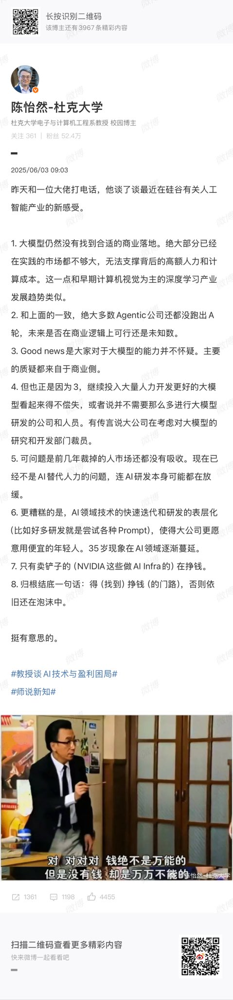 长按识别二维码
该博主还有3967条精彩内容
陈怡然-杜克大学
杜克大学电子与计算机工程系教授 校园博主
关注 361 | 粉丝 52.4万
2025/06/03 09:03
昨天和一位大佬打电话，他谈了谈最近在硅谷有关人工
智能产业的新感受。
1. 大模型仍然没有找到合适的商业落地。绝大部分已经
在实践的市场都不够大，无法支撑背后的高额人力和计
算成本。这一点和早期计算机视觉为主的深度学习产业
发展趋势类似。
2. 和上面的一致，绝大多数Agentic公司还都没跑出A
轮，未来是否在商业逻辑上可行还是未知数。
3. Good news是大家对于大模型的能力并不怀疑。主要
的质疑都来自于商业侧。
4. 但也正是因为3，继续投入大量人力开发更好的大模
型看起来得不偿失，或者说并不需要那么多进行大模型
研发的公司和人员。有传言说大公司在考虑对大模型的
研究和开发部门裁员。
5. 可问题是前几年裁掉的人市场还都没有吸收。现在已
经不是AI替代人力的问题，连AI研发本身可能都在放
缓。
6. 更糟糕的是，AI领域技术的快速迭代和研发的表层化
(比如好多研发就是尝试各种Prompt)，使得大公司更愿
意用便宜的年轻人。35岁现象在AI领域逐渐蔓延。
7. 只有卖铲子的（NVIDIA这些做AI Infra的）在挣钱。
8. 归根结底一句话：得（找到）挣钱（的门路），否则依
旧还在泡沫中。
挺有意思的。
#教授谈AI技术与盈利困局#
#师说新知#
对 对对对 钱绝不是万能的
但是没有钱 却是万万不能的
@陈怡然-杜克大学
1361 1198 4455
扫描二维码查看更多精彩内容
快来微博一起看看吧
微博